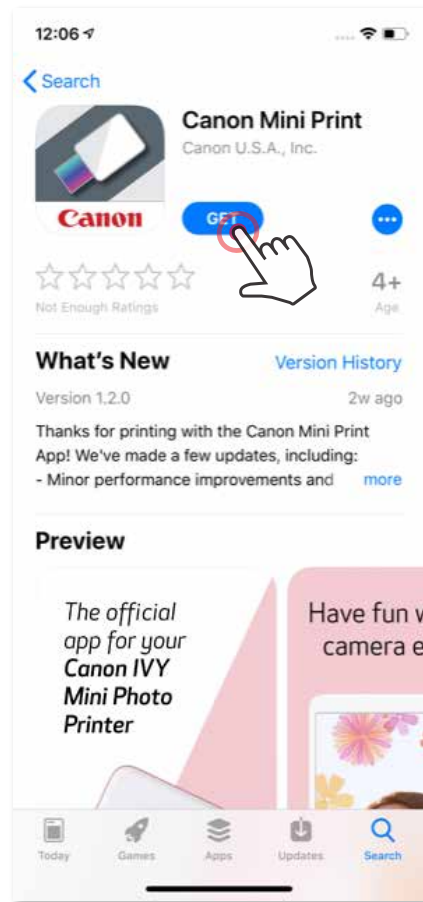 12:06
Search
Canon Mini Print
Canon U.S.A., Inc.
Canon
GET
4+
Not Enough Ratings
Age
What's New
Version History
Version 1.2.0
2w ago
Thanks for printing with the Canon Mini Print
App! We've made a few updates, including:
- Minor performance improvements and more
Preview
The official
app for your
Canon IVY
Mini Photo
Printer
Have fun w
camera e
Today
Games
Apps
Updates
Search